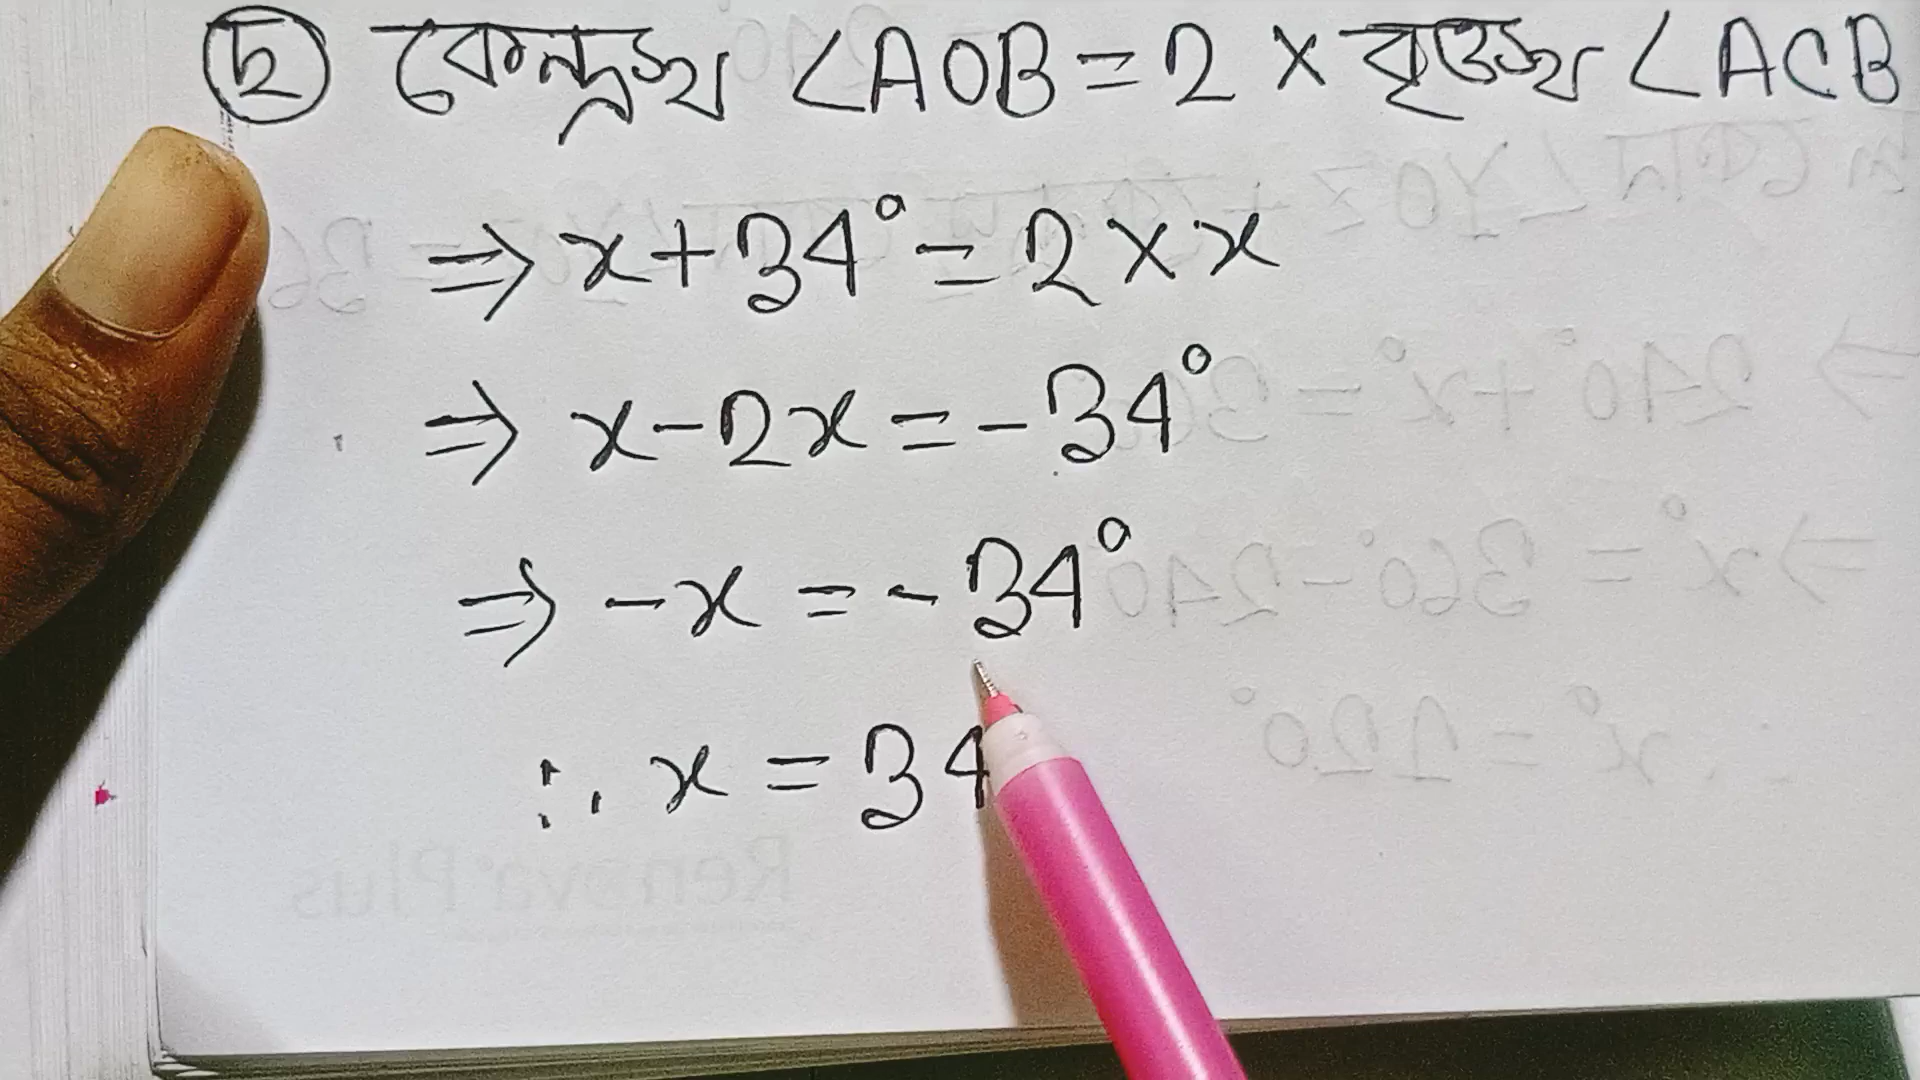 চ কেন্দ্রস্থ ∠AOB = 2 × বৃত্তস্থ ∠ACB
⇒ x + 34° = 2 × x
⇒ x - 2x = -34°
⇒ -x = -34°
∴ x = 34